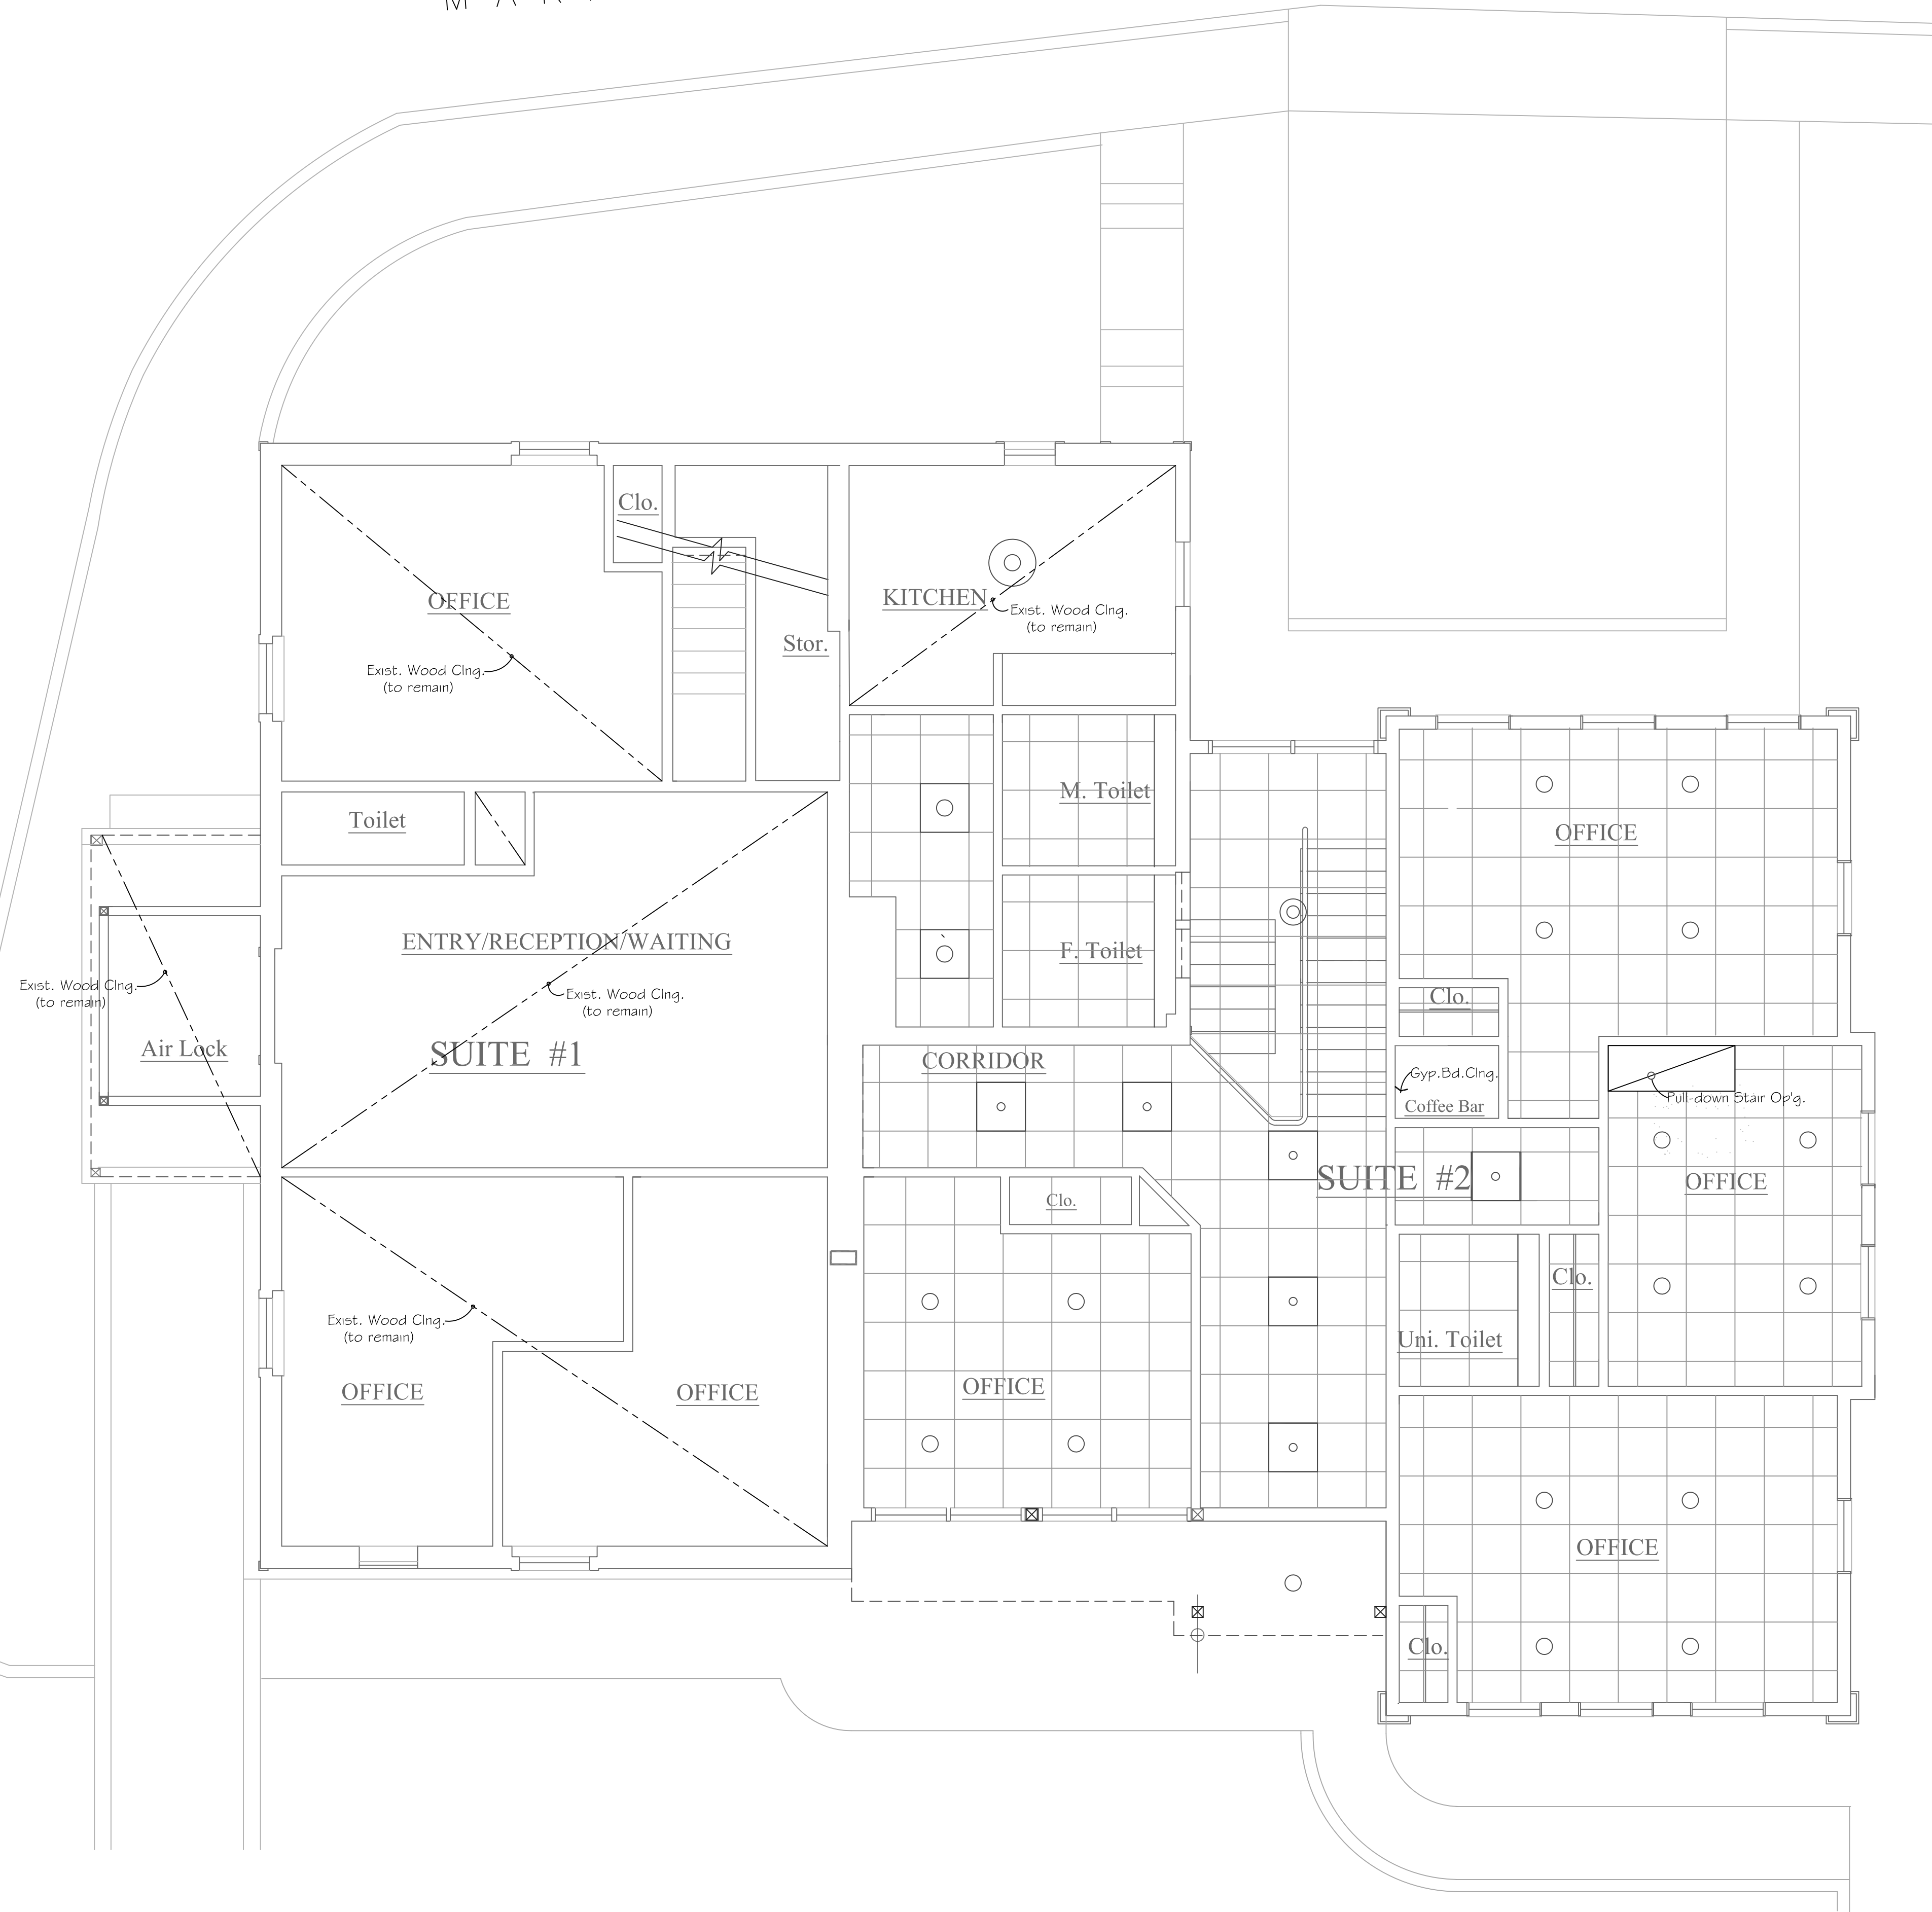 Clo.
OFFICE
KITCHEN
Exist. Wood Clng.
(to remain)
Stor.
Exist. Wood Clng.
(to remain)
M. Toilet
Toilet
OFFICE
ENTRY/RECEPTION/WAITING
F. Toilet
Exist. Wood Clng.
(to remain)
Exist. Wood Clng.
(to remain)
Clo.
Air Lock
SUITE #1
CORRIDOR
Gyp.Bd.Clng.
Coffee Bar
Pull-down Stair Op'g.
SUITE #2
OFFICE
Clo.
Clo.
Exist. Wood Clng.
(to remain)
Uni. Toilet
OFFICE
OFFICE
OFFICE
OFFICE
Clo.